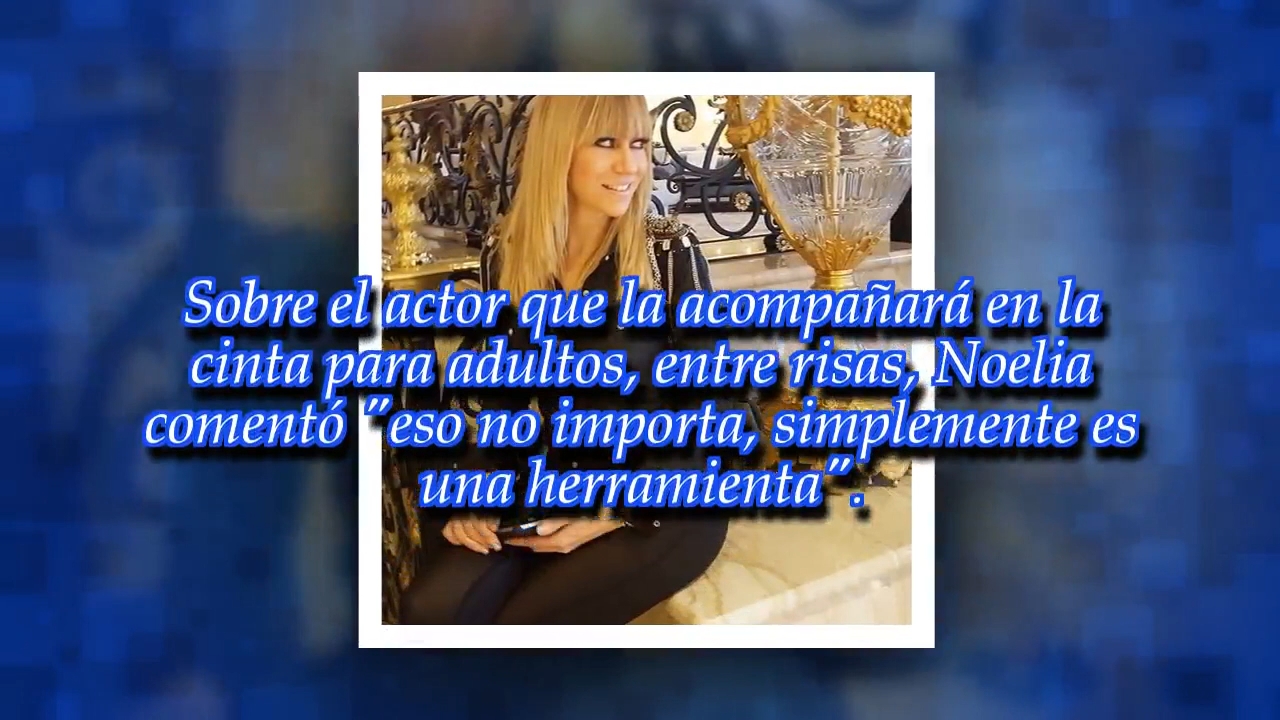 Sobre el actor que la acompañará en la
cinta para adultos, entre risas, Noelia
comentó "eso no importa, simplemente es
una herramienta".